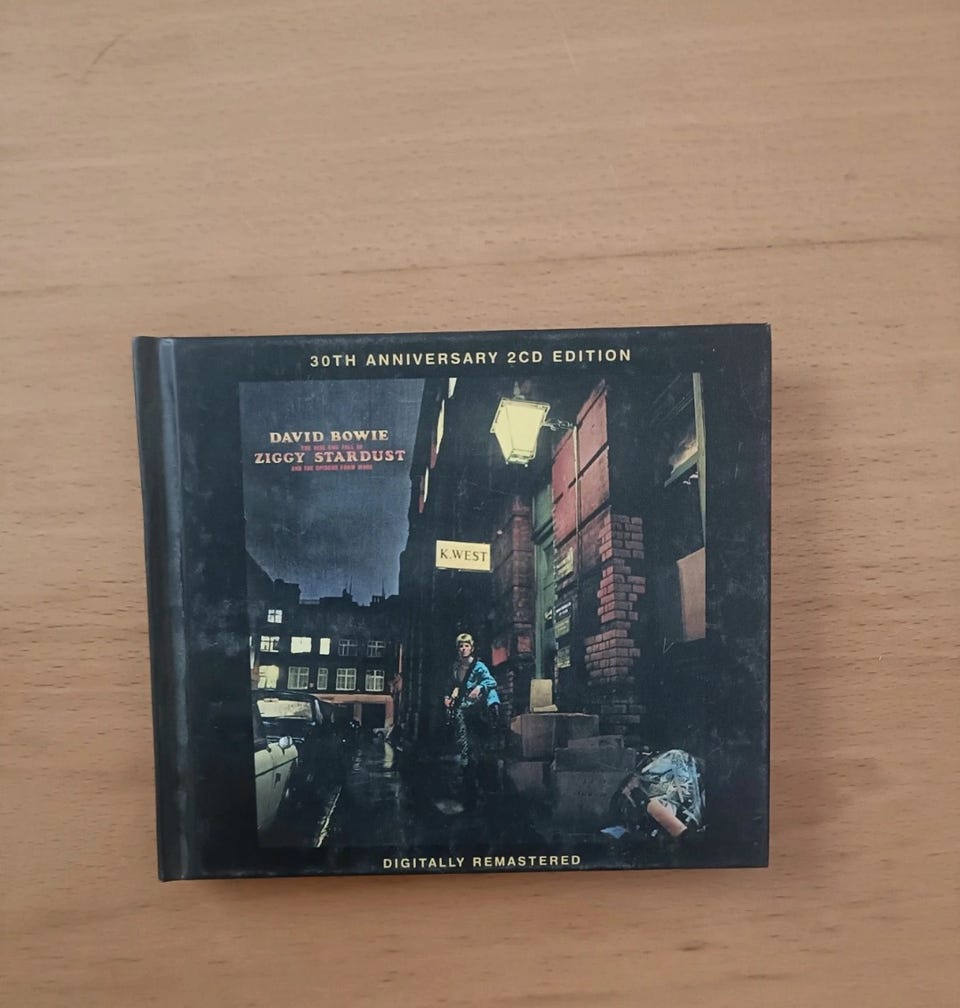 30TH ANNIVERSARY 2CD EDITION
DAVID BOWIE
THE RISE AND FALL OF
ZIGGY STARDUST
AND THE SPIDERS FROM MARS
K.WEST
DIGITALLY REMASTERED